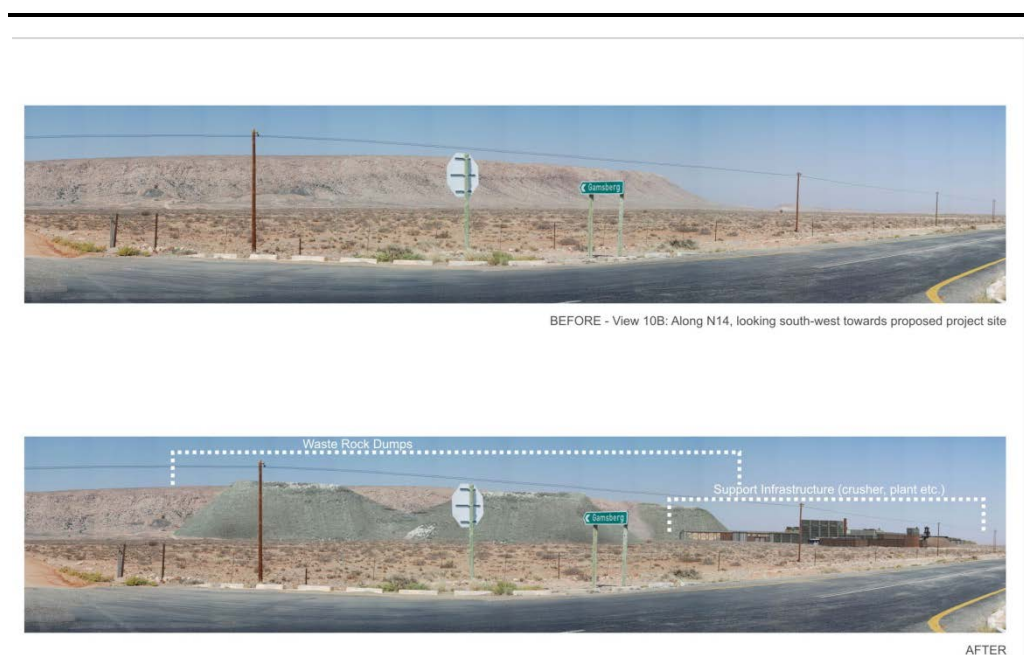 Gamsberg
BEFORE - View 10B: Along N14, looking south-west towards proposed project site
Waste Rock Dumps
Support Infrastructure (crusher, plant etc.)
Gamsberg
AFTER